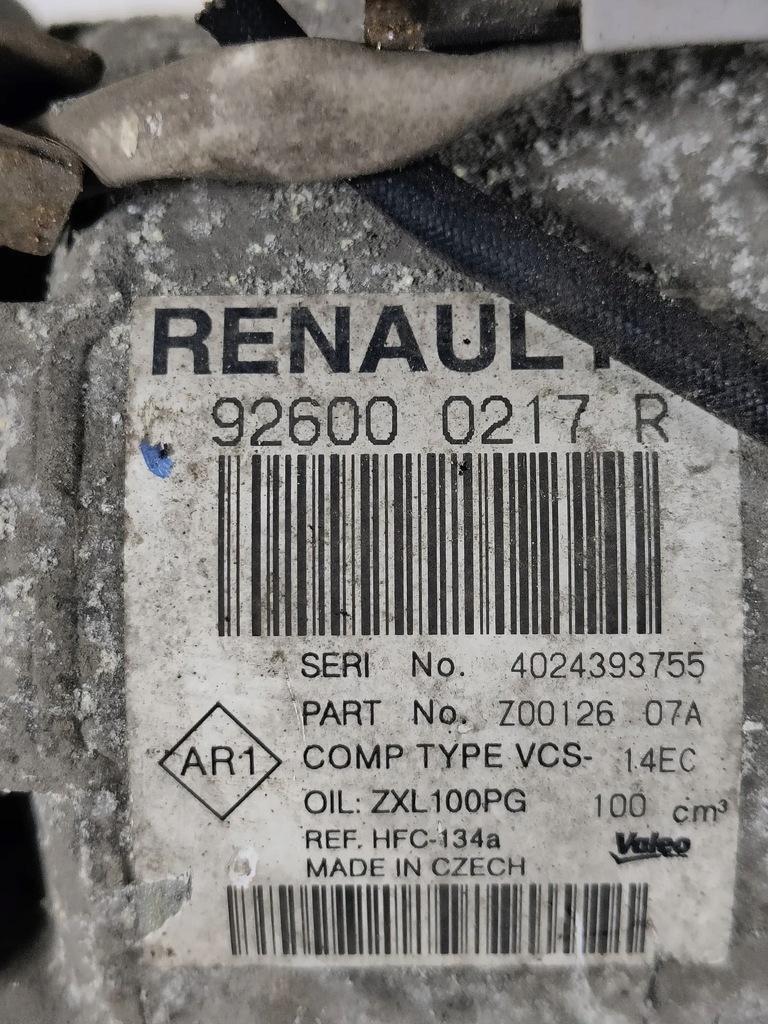 RENAULT
92600 0217 R
SERI No. 4024393755
PART No. Z00126 07A
AR1
COMP TYPE VCS- 14EC
OIL: ZXL100PG 100 cm³
REF. HFC-134a
Valeo
MADE IN CZECH